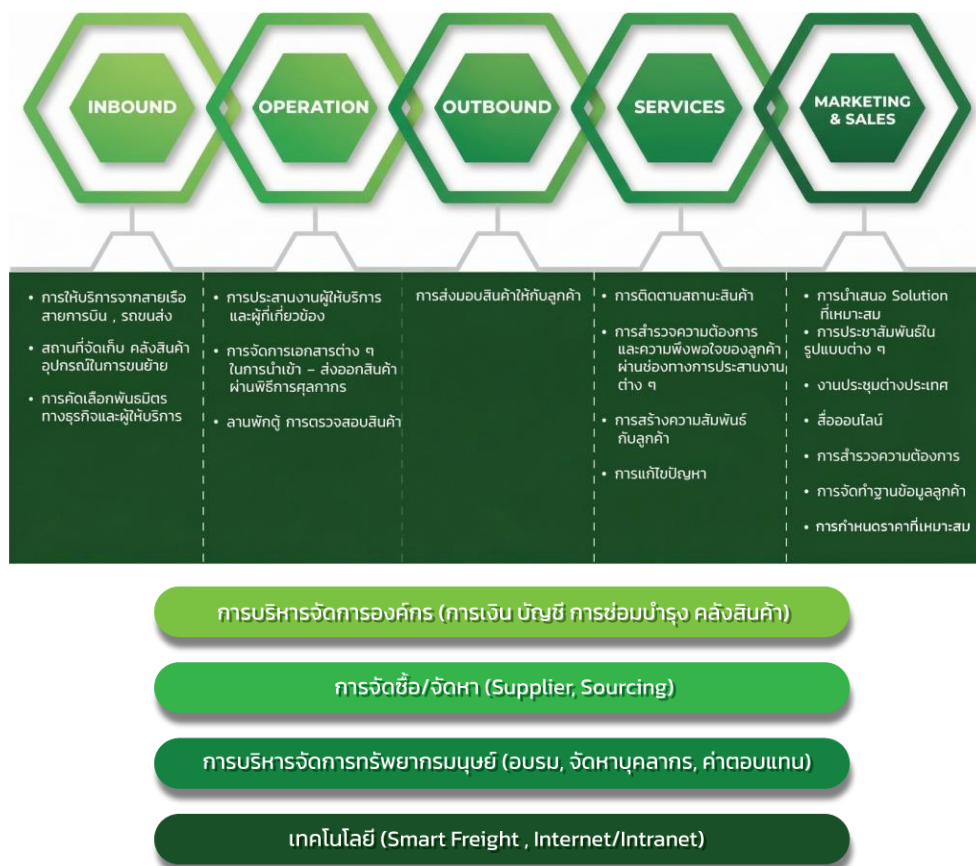 INBOUND
OPERATION
OUTBOUND
SERVICES
MARKETING
& SALES
• การให้บริการจากสายเรือ
สายการบิน , รถขนส่ง
• สถานที่จัดเก็บ คลังสินค้า
อุปกรณ์ในการขนย้าย
• การคัดเลือกพันธมิตร
ทางธุรกิจและผู้ให้บริการ
• การประสานงานผู้ให้บริการ
และผู้ที่เกี่ยวข้อง
• การจัดการเอกสารต่าง ๆ
ในการนำเข้า – ส่งออกสินค้า
ผ่านพิธีการศุลกากร
• ลานพักตู้ การตรวจสอบสินค้า
การส่งมอบสินค้าให้กับลูกค้า
• การติดตามสถานะสินค้า
• การสำรวจความต้องการ
และความพึงพอใจของลูกค้า
ผ่านช่องทางการประสานงาน
ต่าง ๆ
• การสร้างความสัมพันธ์
กับลูกค้า
• การแก้ไขปัญหา
• การนำเสนอ Solution
ที่เหมาะสม
• การประชาสัมพันธ์ใน
รูปแบบต่าง ๆ
• งานประชุมต่างประเทศ
• สื่อออนไลน์
• การสำรวจความต้องการ
• การจัดทำฐานข้อมูลลูกค้า
• การกำหนดราคาที่เหมาะสม
การบริหารจัดการองค์กร (การเงิน บัญชี การซ่อมบำรุง คลังสินค้า)
การจัดซื้อ/จัดหา (Supplier, Sourcing)
การบริหารจัดการทรัพยากรมนุษย์ (อบรม, จัดหาบุคลากร, ค่าตอบแทน)
เทคโนโลยี (Smart Freight , Internet/Intranet)